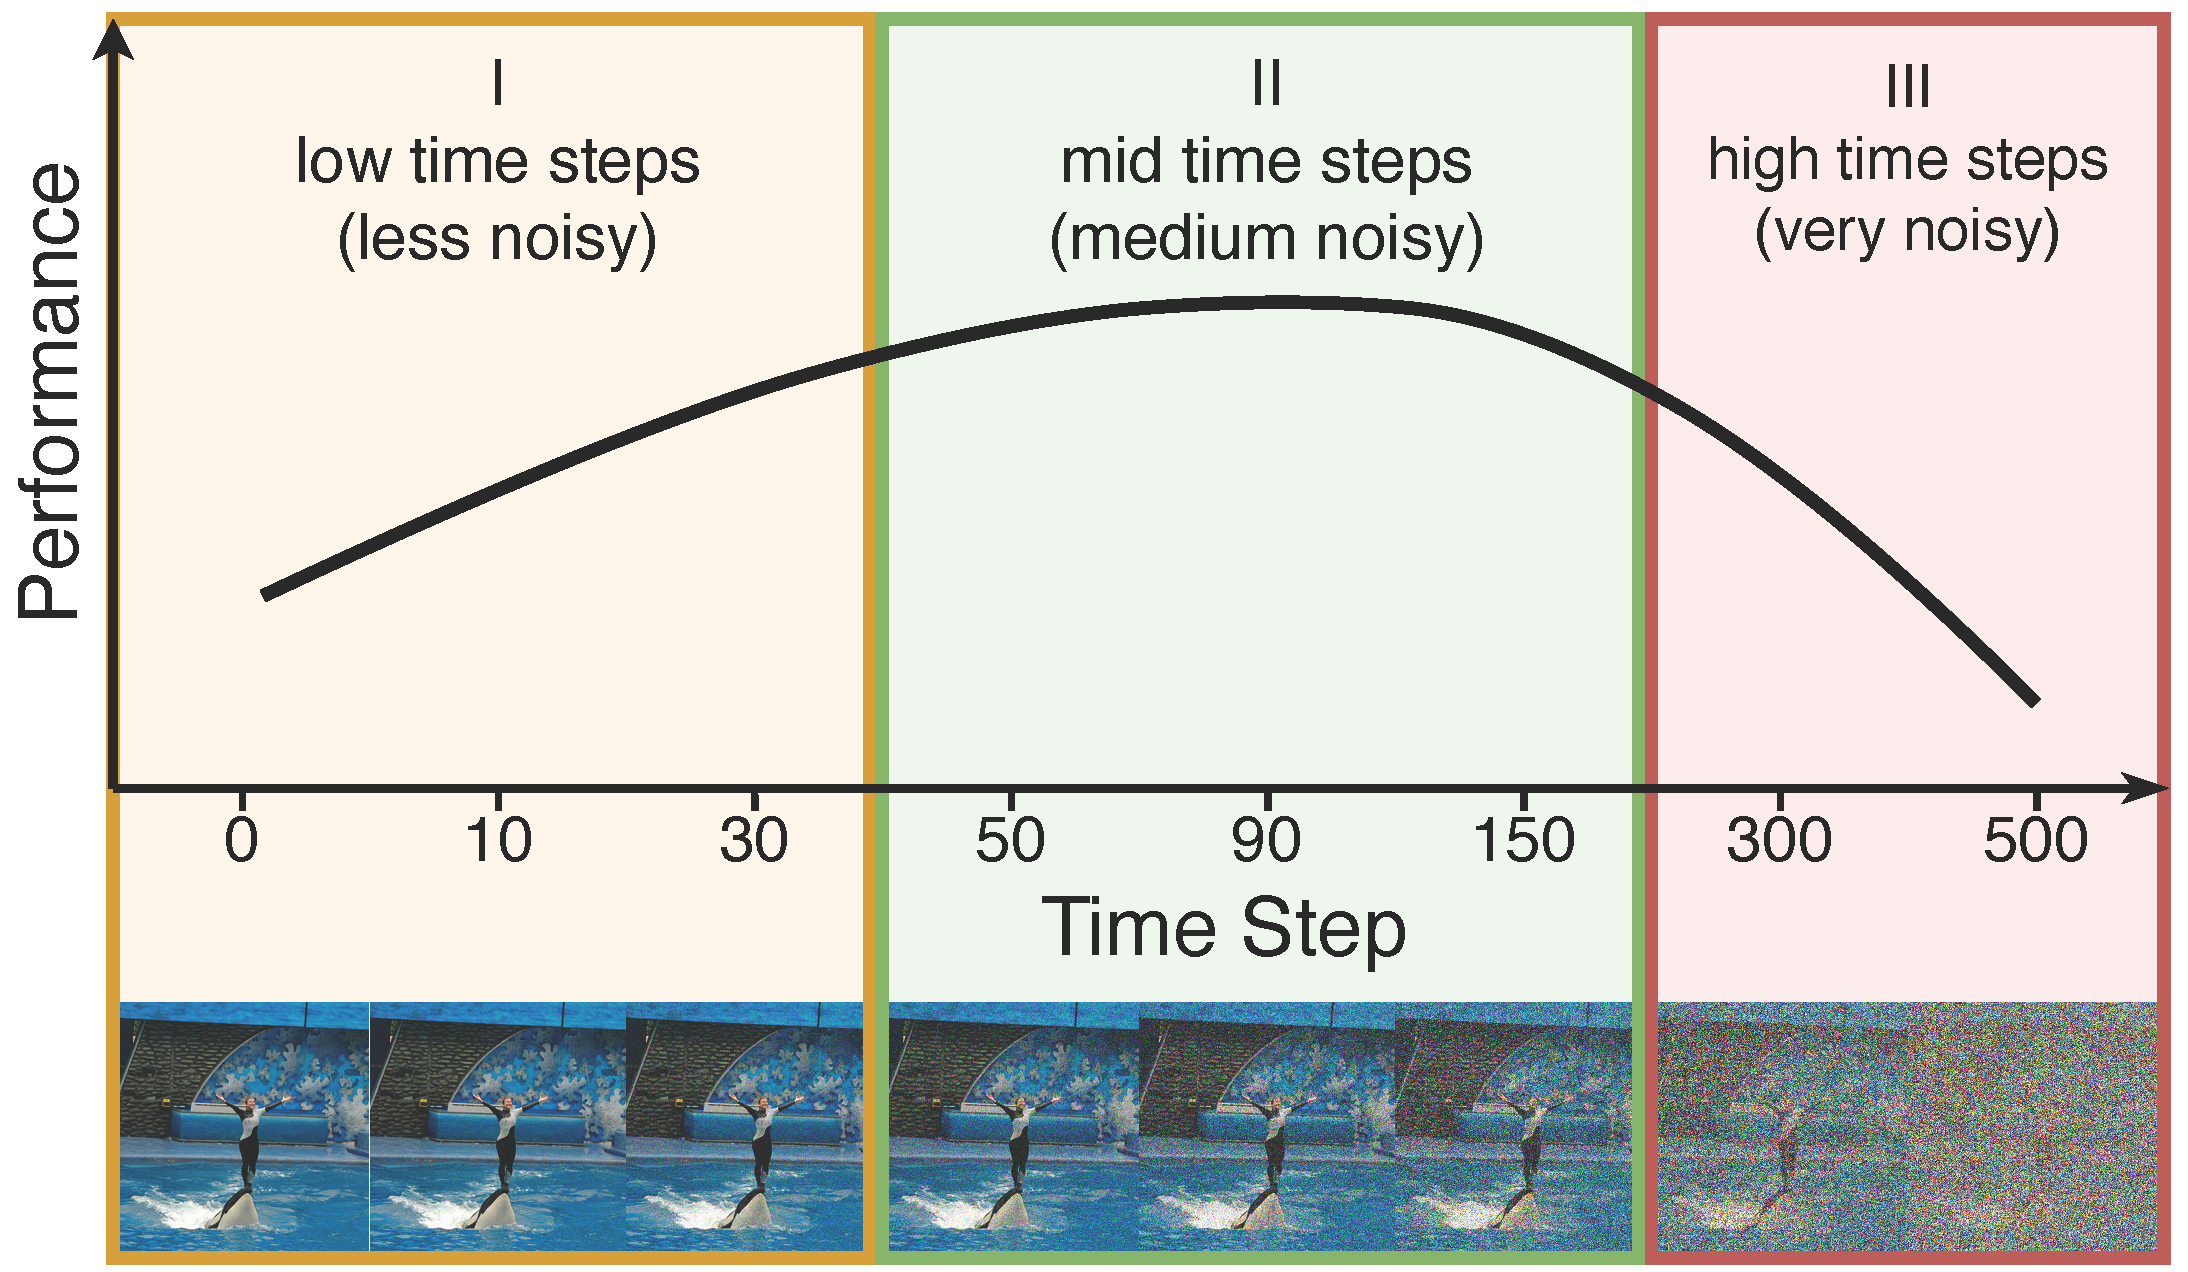 I
low time steps
(less noisy)
II
mid time steps
(medium noisy)
III
high time steps
(very noisy)
Performance
0 10 30 50 90 150 300 500
Time Step